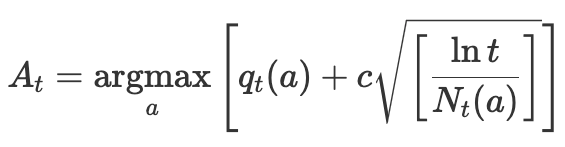 A_t = argmax_a [ q_t(a) + c √[ ln t / N_t(a) ] ]